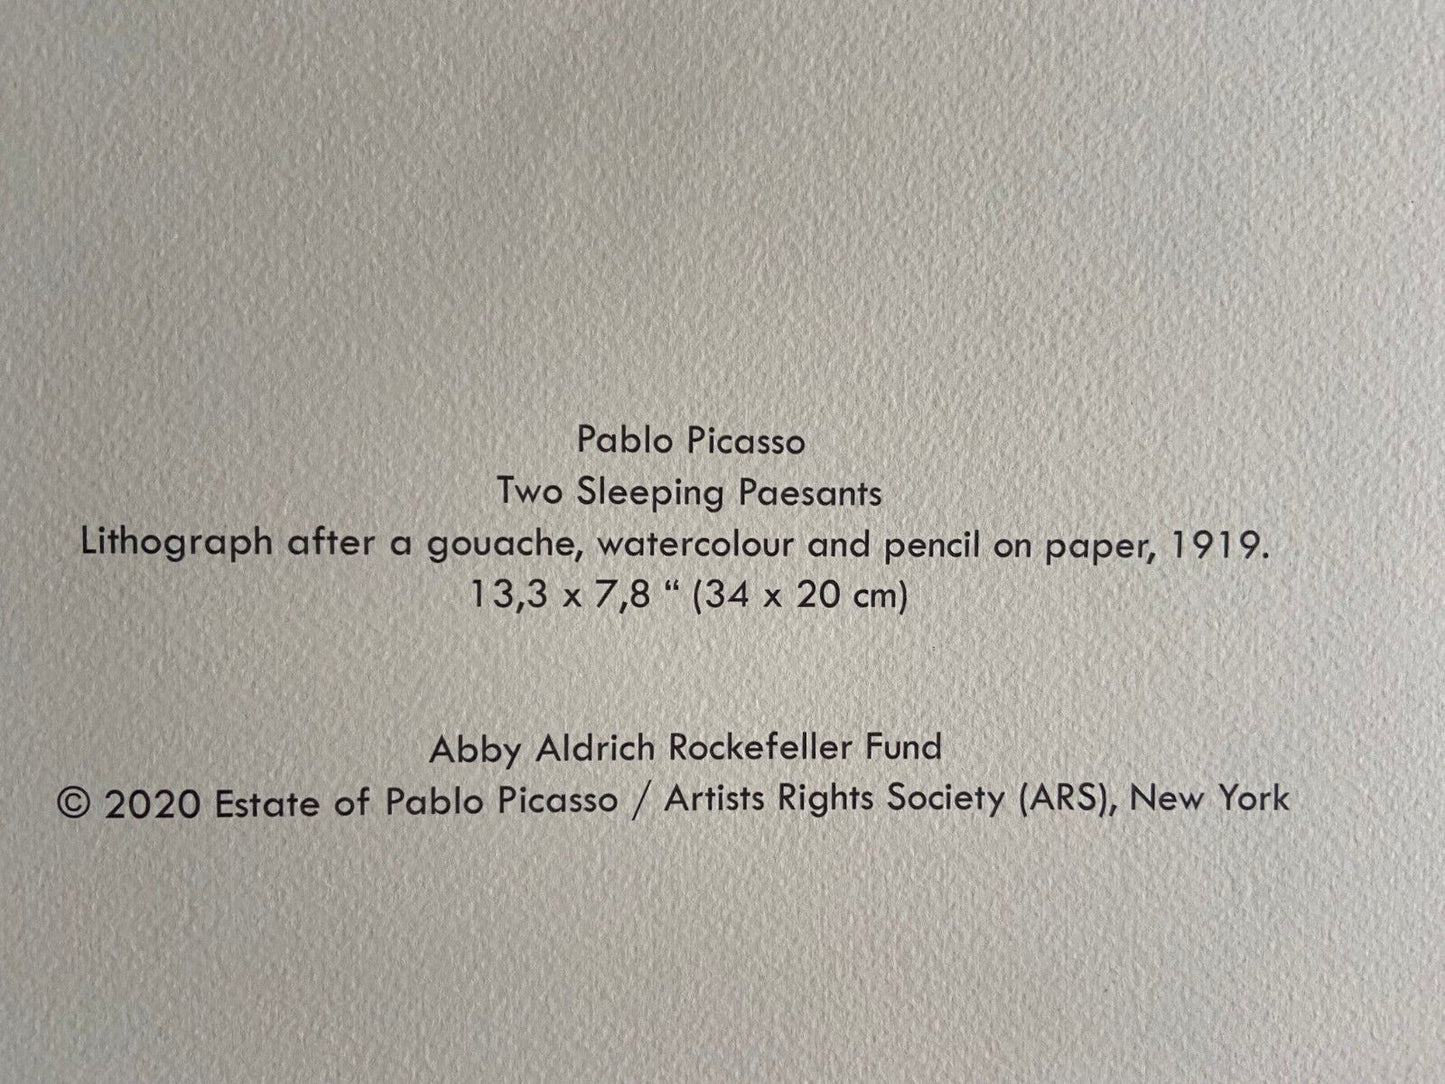 Pablo Picasso
Two Sleeping Paesants
Lithograph after a gouache, watercolour and pencil on paper, 1919.
13,3 x 7,8 “ (34 x 20 cm)
Abby Aldrich Rockefeller Fund
© 2020 Estate of Pablo Picasso / Artists Rights Society (ARS), New York